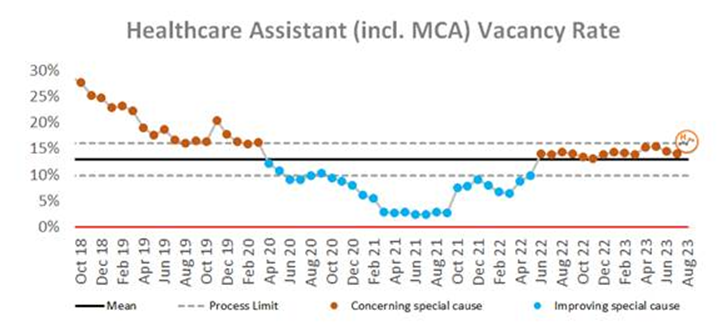 Healthcare Assistant (incl. MCA) Vacancy Rate
30%
25%
20%
15%
10%
5%
0%
H
Oct 18
Dec 18
Feb 19
Apr 19
Jun 19
Aug 19
Oct 19
Dec 19
Feb 20
Apr 20
Jun 20
Aug 20
Oct 20
Dec 20
Feb 21
Apr 21
Jun 21
Aug 21
Oct 21
Dec 21
Feb 22
Apr 22
Jun 22
Aug 22
Oct 22
Dec 22
Feb 23
Apr 23
Jun 23
Aug 23
Mean
Process Limit
Concerning special cause
Improving special cause